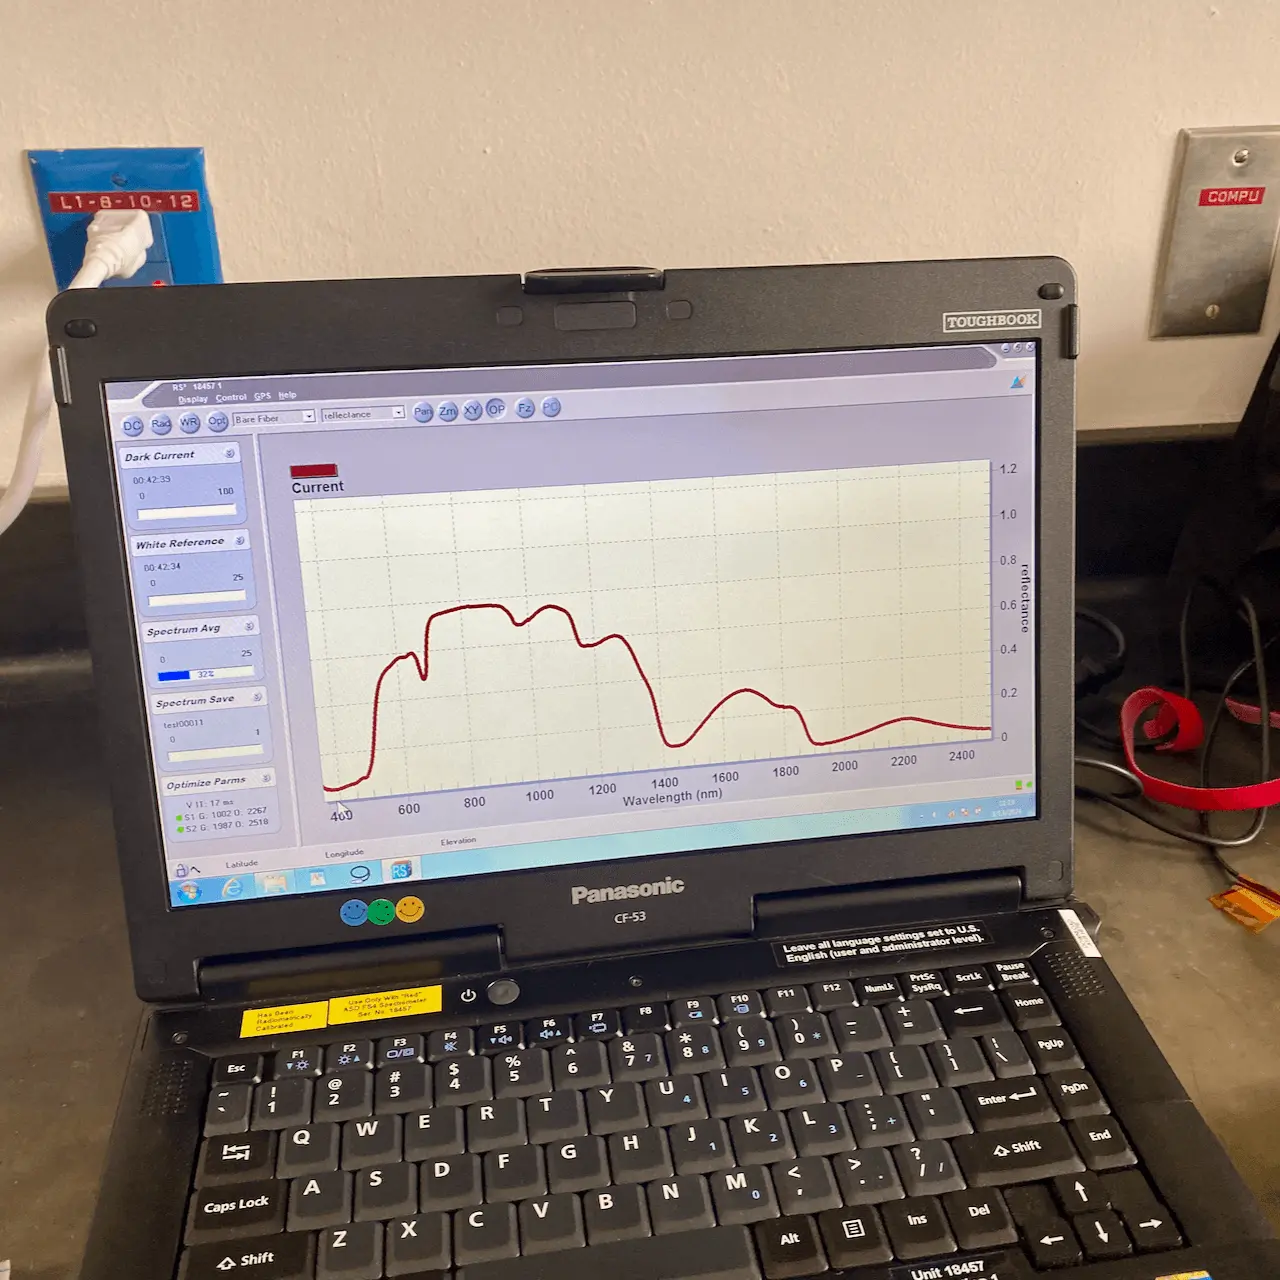 L1-8-10-12
COMPU
TOUGHBOOK
RS³ 18457 1
Display Control GPS Help
DC Rad WR Opt Bare Fiber reflectance Pan Zm XY OP Fz PC
Dark Current
00:42:39
0 100
White Reference
00:42:34
0 25
Spectrum Avg
0 25
32%
Spectrum Save
test00011
0 1
Optimize Parms
V IT: 17 ms
S1 G: 1002 O: 2267
S2 G: 1987 O: 2518
Current
1.2
1.0
0.8
0.6
0.4
0.2
0
reflectance
400 600 800 1000 1200 1400 1600 1800 2000 2200 2400
Wavelength (nm)
Latitude Longitude Elevation
RS³
Panasonic
CF-53
Leave all language settings set to U.S.
English (user and administrator level).
Has Been
Radiometrically
Calibrated
Use Only With "Red"
ASD FS4 Spectrometer
Ser. No. 18457
Esc F1 F2 F3 F4 F5 F6 F7 F8 F9 F10 F11 F12 NumLk PrtSc SysRq ScrLk Pause Break
~ ` ! 1 @ 2 # 3 $ 4 % 5 ^ 6 & 7 7 * 8 8 ( 9 9 ) 0 * _ - + = Home
Q W E R T Y U 4 I 5 O 6 P - { [ } ] | \ PgUp
Caps Lock A S D F G H J 1 K 2 L 3 : ; + " ' Enter PgDn
Shift Z X C V B N M 0 < , > . . ? / / Shift End
Alt Ins Del
Unit 18457